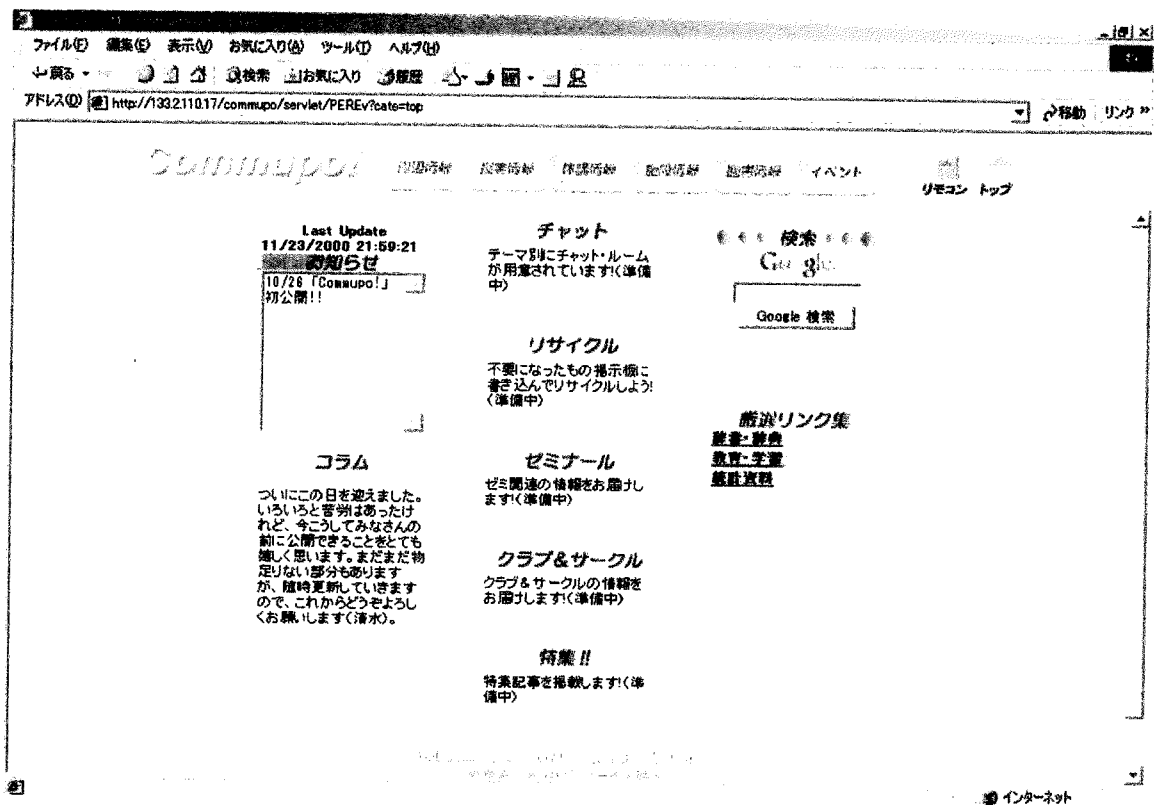 ファイル(F) 編集(E) 表示(V) お気に入り(A) ツール(T) ヘルプ(H)
戻る 検索 お気に入り 履歴
アドレス(D) http://133.2.110.17/commupo/servlet/PEREv?cate=top 移動 リンク »
Commupo! 授業情報 休講情報 施設情報 図書情報 イベント リモコン トップ
Last Update
11/23/2000 21:59:21
お知らせ
10/26「Commupo!」
初公開!!
コラム
ついにこの日を迎えました。
いろいろと苦労はあったけ
れど、今こうしてみなさんの
前に公開できることをとても
嬉しく思います。まだまだ物
足りない部分もあります
が、随時更新していきます
ので、これからどうぞよろし
くお願いします(清水)。
チャット
テーマ別にチャット・ルーム
が用意されています!(準備
中)
リサイクル
不要になったもの掲示板に
書き込んでリサイクルしよう!
(準備中)
ゼミナール
ゼミ関連の情報をお届けし
ます!(準備中)
クラブ&サークル
クラブ&サークルの情報を
お届けします!(準備中)
特集!!
特集記事を掲載します!(準
備中)
検索
Google
Google 検索
厳選リンク集
辞書・辞典
教育・学習
統計資料
インターネット